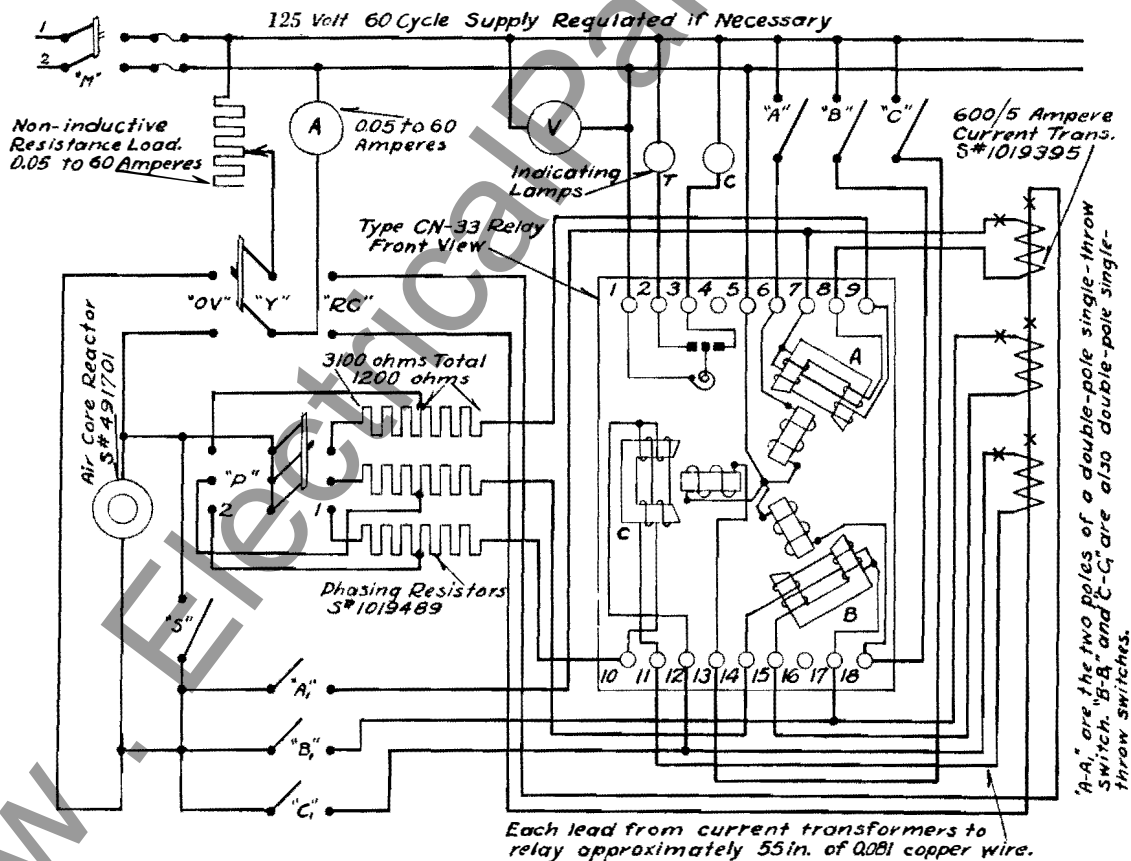 125 Volt 60 Cycle Supply Regulated if Necessary
1
2
"M"
Non-inductive
Resistance Load.
0.05 to 60 Amperes
A
0.05 to 60
Amperes
V
Indicating
Lamps
T
C
"A"
"B"
"C"
600/5 Ampere
Current Trans.
S#1019395
Type CN-33 Relay
Front View
"OV"
"Y"
"RC"
1 2 3 4 5 6 7 8 9
Air Core Reactor
S#491701
3100 ohms Total
1200 ohms
"P"
2
1
Phasing Resistors
S#1019489
A
C
B
"S"
10 11 12 13 14 15 16 17 18
"A₁"
"B₁"
"C₁"
"A-A₁" are the two poles of a double-pole single-throw
switch. "B-B₁" and "C-C₁" are also double-pole single-
throw switches.
Each lead from current transformers to
relay approximately 55in. of 0.081 copper wire.
w . ElectricalPa